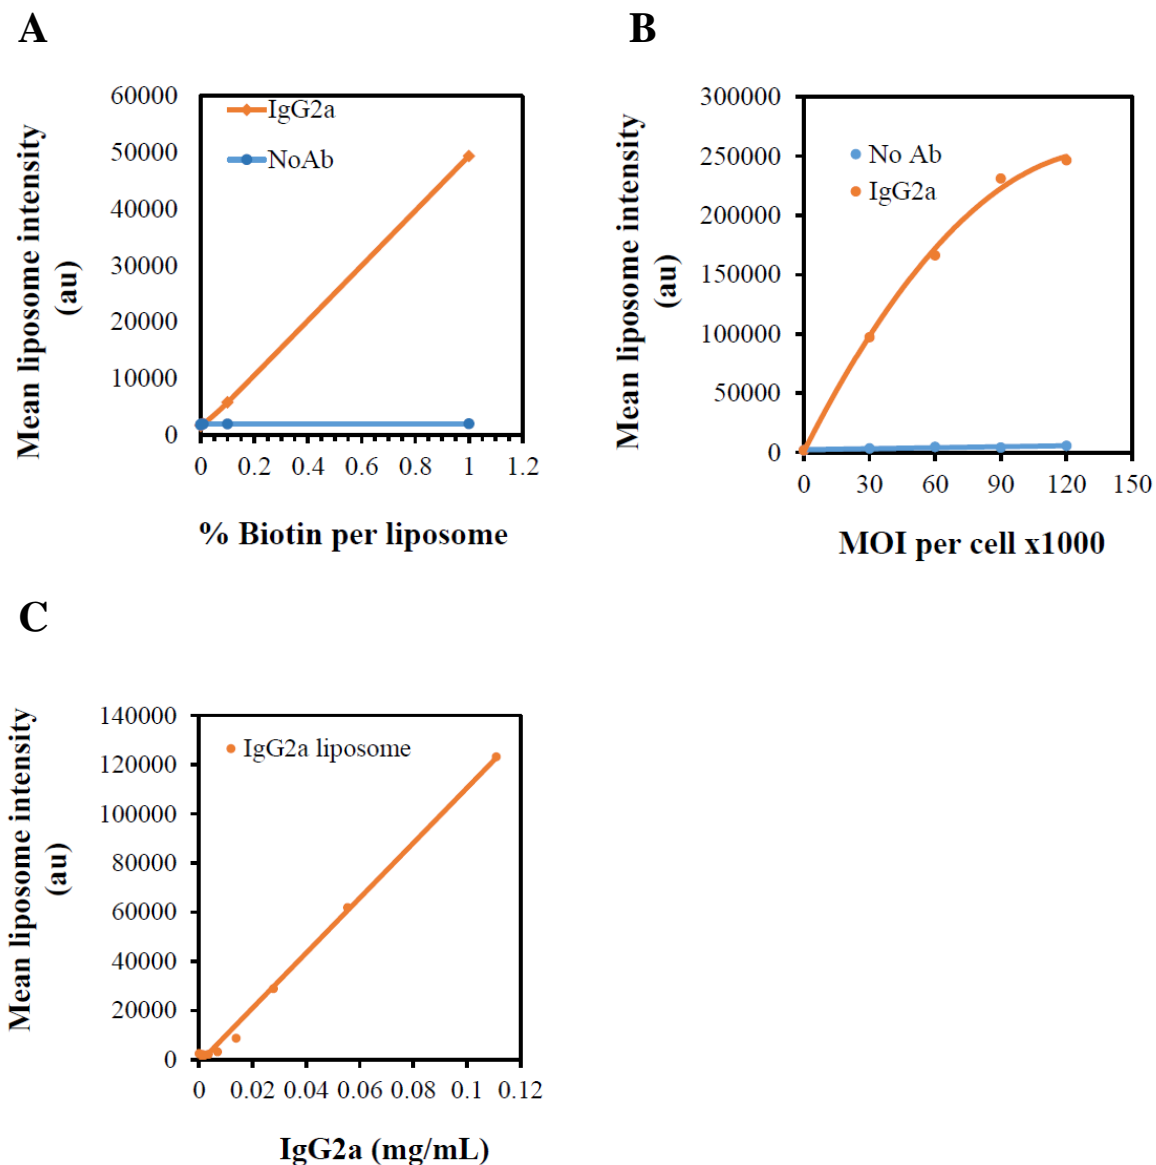 A
Mean liposome intensity
(au)
60000
50000
40000
30000
20000
10000
0
IgG2a
NoAb
0 0.2 0.4 0.6 0.8 1 1.2
% Biotin per liposome
B
Mean liposome intensity
(au)
300000
250000
200000
150000
100000
50000
0
No Ab
IgG2a
0 30 60 90 120 150
MOI per cell x1000
C
Mean liposome intensity
(au)
140000
120000
100000
80000
60000
40000
20000
0
IgG2a liposome
0 0.02 0.04 0.06 0.08 0.1 0.12
IgG2a (mg/mL)